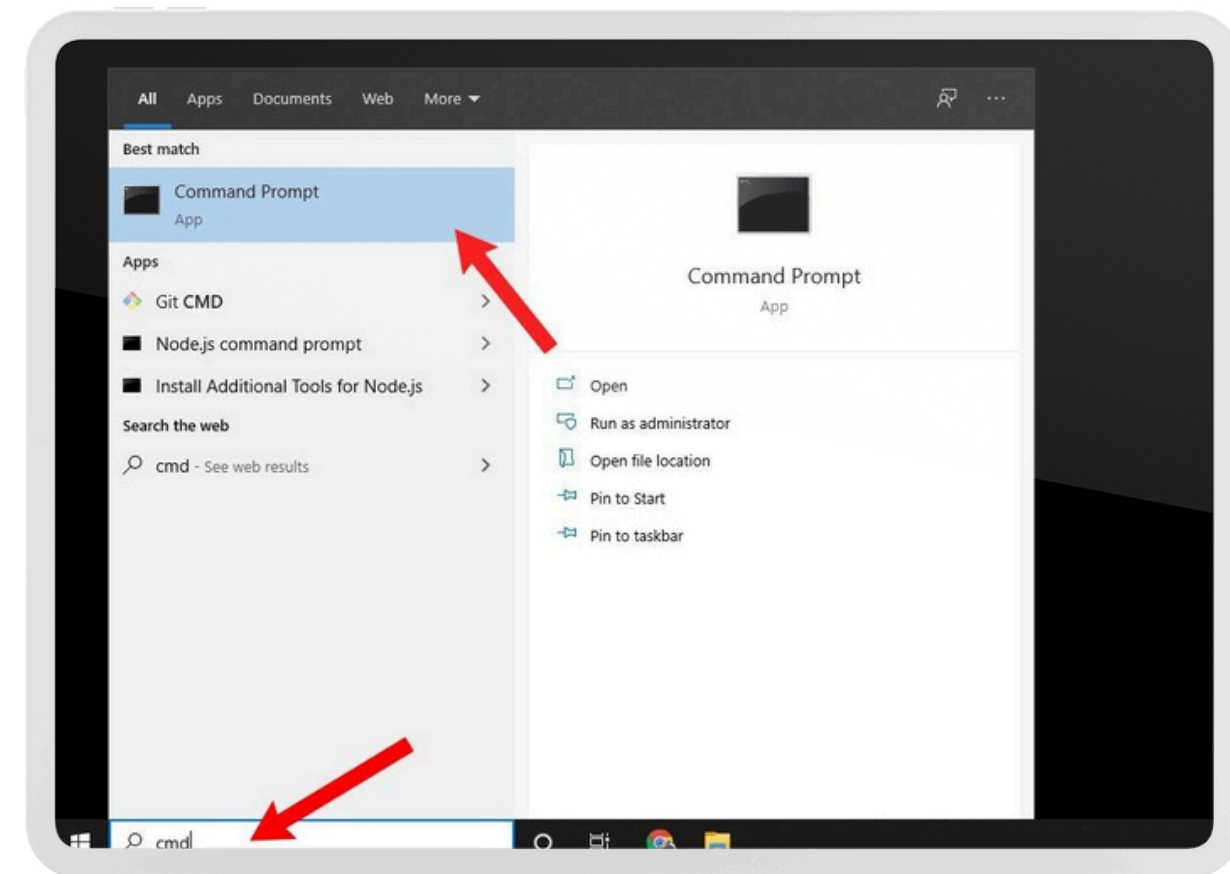 All Apps Documents Web More
Best match
Command Prompt
App
Apps
Git CMD
Node.js command prompt
Install Additional Tools for Node.js
Search the web
cmd - See web results
Command Prompt
App
Open
Run as administrator
Open file location
Pin to Start
Pin to taskbar
cmd